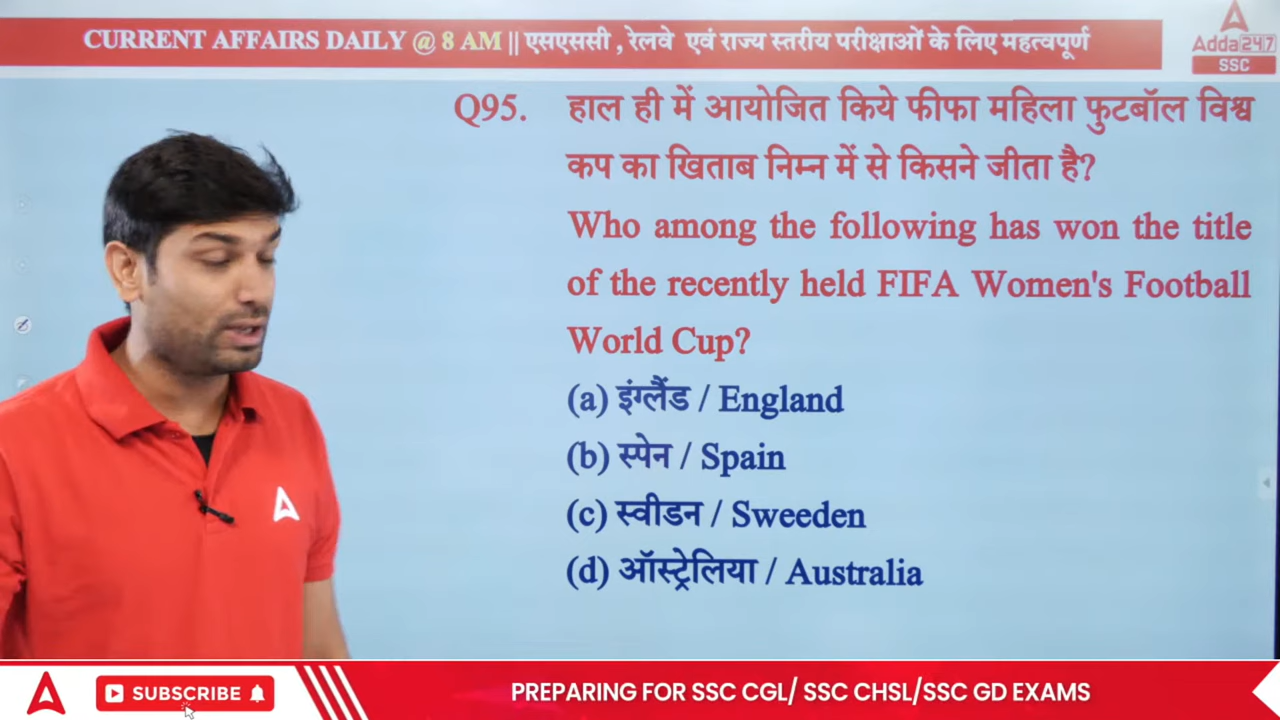 CURRENT AFFAIRS DAILY @ 8 AM || एसएससी , रेलवे एवं राज्य स्तरीय परीक्षाओं के लिए महत्वपूर्ण
Adda 247
SSC
Q95. हाल ही में आयोजित किये फीफा महिला फुटबॉल विश्व
कप का खिताब निम्न में से किसने जीता है?
Who among the following has won the title
of the recently held FIFA Women's Football
World Cup?
(a) इंग्लैंड / England
(b) स्पेन / Spain
(c) स्वीडन / Sweeden
(d) ऑस्ट्रेलिया / Australia
SUBSCRIBE
PREPARING FOR SSC CGL/ SSC CHSL/SSC GD EXAMS